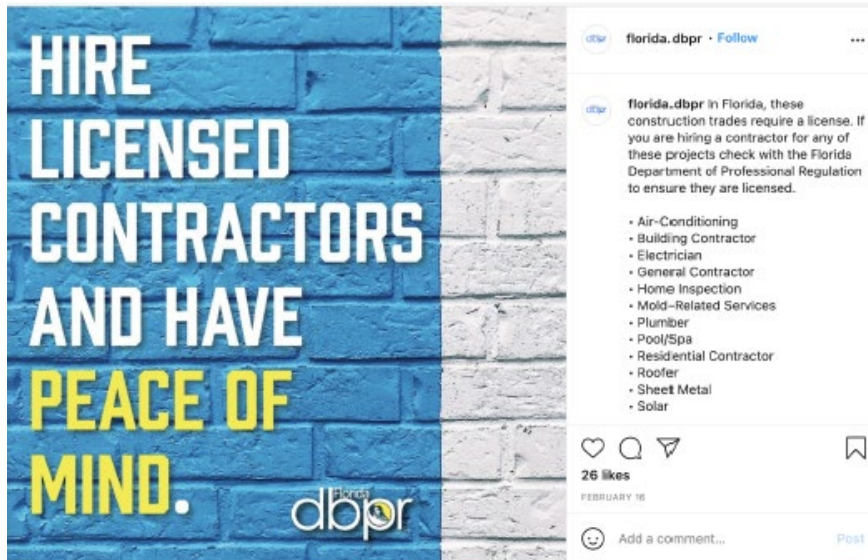 HIRE
LICENSED
CONTRACTORS
AND HAVE
PEACE OF
MIND.
Florida
dbpr
dbpr
florida.dbpr • Follow
...
dbpr
florida.dbpr In Florida, these
construction trades require a license. If
you are hiring a contractor for any of
these projects check with the Florida
Department of Professional Regulation
to ensure they are licensed.
• Air-Conditioning
• Building Contractor
• Electrician
• General Contractor
• Home Inspection
• Mold-Related Services
• Plumber
• Pool/Spa
• Residential Contractor
• Roofer
• Sheet Metal
• Solar
26 likes
FEBRUARY 16
Add a comment...
Post